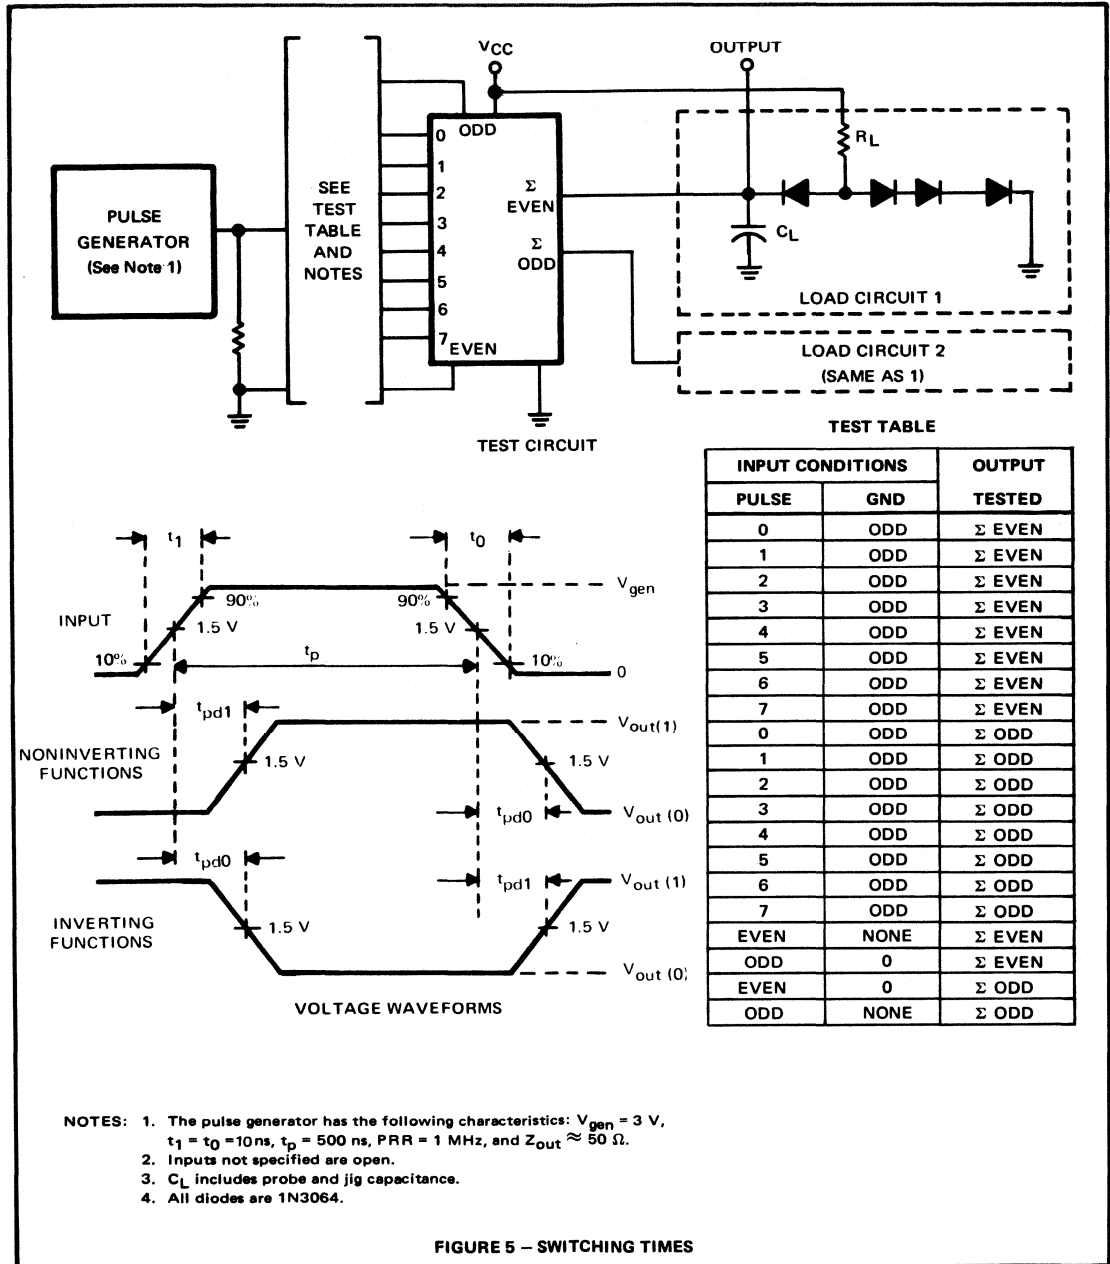 VCC
OUTPUT
ODD
RL
0
1
2
3
4
5
6
7
EVEN
PULSE
GENERATOR
(See Note 1)
SEE
TEST
TABLE
AND
NOTES
Σ
EVEN
Σ
ODD
CL
LOAD CIRCUIT 1
LOAD CIRCUIT 2
(SAME AS 1)
TEST CIRCUIT
TEST TABLE
INPUT CONDITIONS OUTPUT
PULSE GND TESTED
0 ODD Σ EVEN
1 ODD Σ EVEN
2 ODD Σ EVEN
3 ODD Σ EVEN
4 ODD Σ EVEN
5 ODD Σ EVEN
6 ODD Σ EVEN
7 ODD Σ EVEN
0 ODD Σ ODD
1 ODD Σ ODD
2 ODD Σ ODD
3 ODD Σ ODD
4 ODD Σ ODD
5 ODD Σ ODD
6 ODD Σ ODD
7 ODD Σ ODD
EVEN NONE Σ EVEN
ODD 0 Σ EVEN
EVEN 0 Σ ODD
ODD NONE Σ ODD
t1 t0
Vgen
90% 90%
INPUT 1.5 V 1.5 V
10% tp 10%
0
tpd1
Vout(1)
NONINVERTING
FUNCTIONS
1.5 V 1.5 V
tpd0 Vout (0)
tpd0 tpd1 Vout (1)
INVERTING
FUNCTIONS
1.5 V 1.5 V
Vout (0)
VOLTAGE WAVEFORMS
NOTES: 1. The pulse generator has the following characteristics: Vgen = 3 V,
t1 = t0 =10ns, tp = 500 ns, PRR = 1 MHz, and Zout ≈ 50 Ω.
2. Inputs not specified are open.
3. CL includes probe and jig capacitance.
4. All diodes are 1N3064.
FIGURE 5 – SWITCHING TIMES